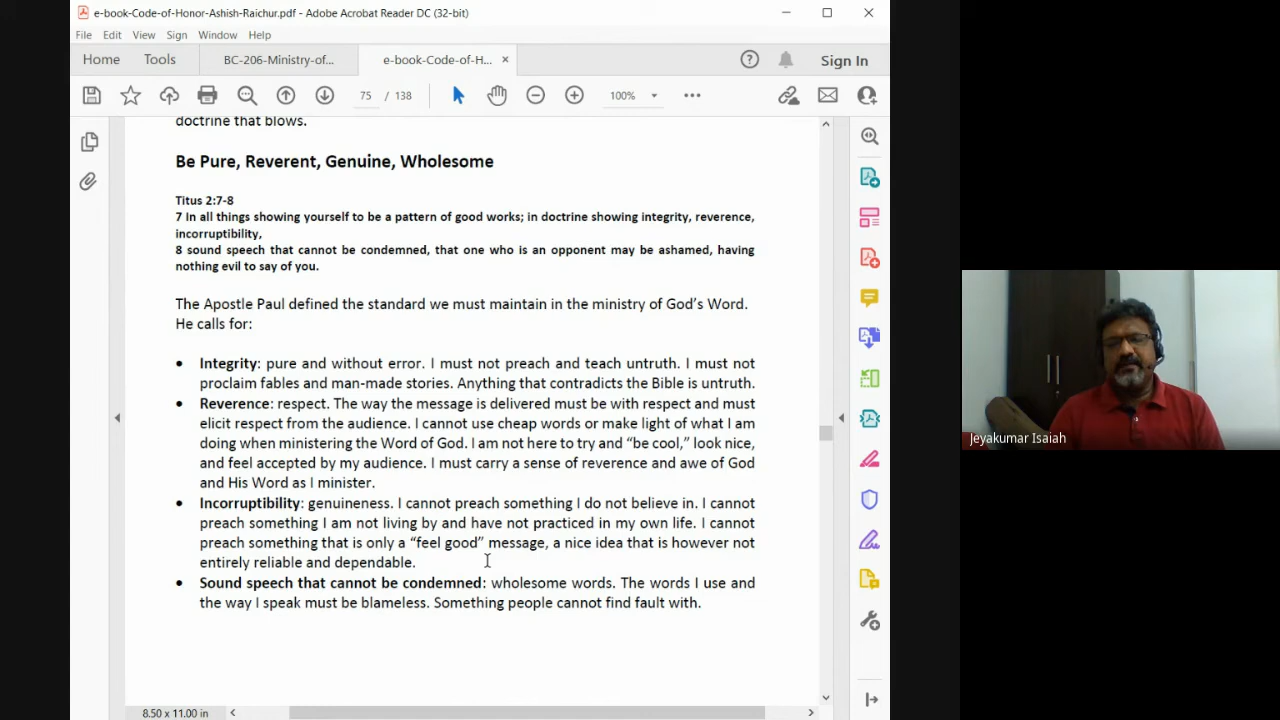 e-book-Code-of-Honor-Ashish-Raichur.pdf - Adobe Acrobat Reader DC (32-bit)
File Edit View Sign Window Help
Home Tools BC-206-Ministry-of... e-book-Code-of-H... × Sign In
75 / 138 100%
doctrine that blows.
Be Pure, Reverent, Genuine, Wholesome
Titus 2:7-8
7 In all things showing yourself to be a pattern of good works; in doctrine showing integrity, reverence,
incorruptibility,
8 sound speech that cannot be condemned, that one who is an opponent may be ashamed, having
nothing evil to say of you.
The Apostle Paul defined the standard we must maintain in the ministry of God’s Word.
He calls for:
• Integrity: pure and without error. I must not preach and teach untruth. I must not
proclaim fables and man-made stories. Anything that contradicts the Bible is untruth.
• Reverence: respect. The way the message is delivered must be with respect and must
elicit respect from the audience. I cannot use cheap words or make light of what I am
doing when ministering the Word of God. I am not here to try and “be cool,” look nice,
and feel accepted by my audience. I must carry a sense of reverence and awe of God
and His Word as I minister.
• Incorruptibility: genuineness. I cannot preach something I do not believe in. I cannot
preach something I am not living by and have not practiced in my own life. I cannot
preach something that is only a “feel good” message, a nice idea that is however not
entirely reliable and dependable.
• Sound speech that cannot be condemned: wholesome words. The words I use and
the way I speak must be blameless. Something people cannot find fault with.
8.50 x 11.00 in
Jeyakumar Isaiah